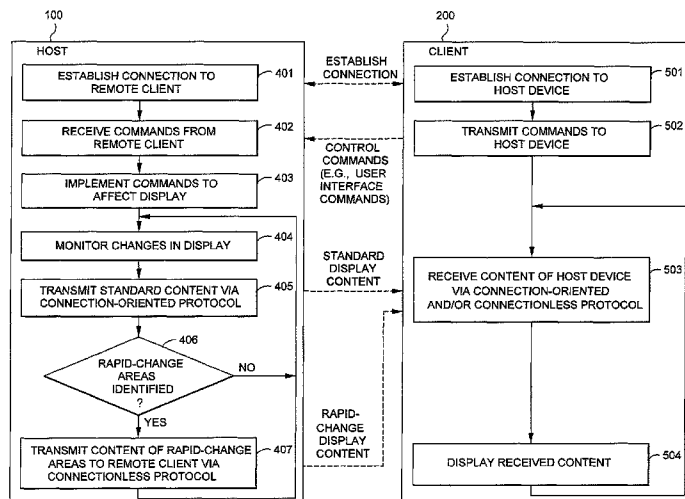 100
HOST
ESTABLISH CONNECTION TO
REMOTE CLIENT
401
RECEIVE COMMANDS FROM
REMOTE CLIENT
402
IMPLEMENT COMMANDS TO
AFFECT DISPLAY
403
MONITOR CHANGES IN DISPLAY
404
TRANSMIT STANDARD CONTENT VIA
CONNECTION-ORIENTED PROTOCOL
405
406
RAPID-CHANGE
AREAS
IDENTIFIED
?
NO
YES
TRANSMIT CONTENT OF RAPID-CHANGE
AREAS TO REMOTE CLIENT VIA
CONNECTIONLESS PROTOCOL
407
ESTABLISH
CONNECTION
CONTROL
COMMANDS
(E.G., USER
INTERFACE
COMMANDS)
STANDARD
DISPLAY
CONTENT
RAPID-
CHANGE
DISPLAY
CONTENT
200
CLIENT
ESTABLISH CONNECTION TO
HOST DEVICE
501
TRANSMIT COMMANDS TO
HOST DEVICE
502
RECEIVE CONTENT OF HOST DEVICE
VIA CONNECTION-ORIENTED
AND/OR CONNECTIONLESS PROTOCOL
503
DISPLAY RECEIVED CONTENT
504